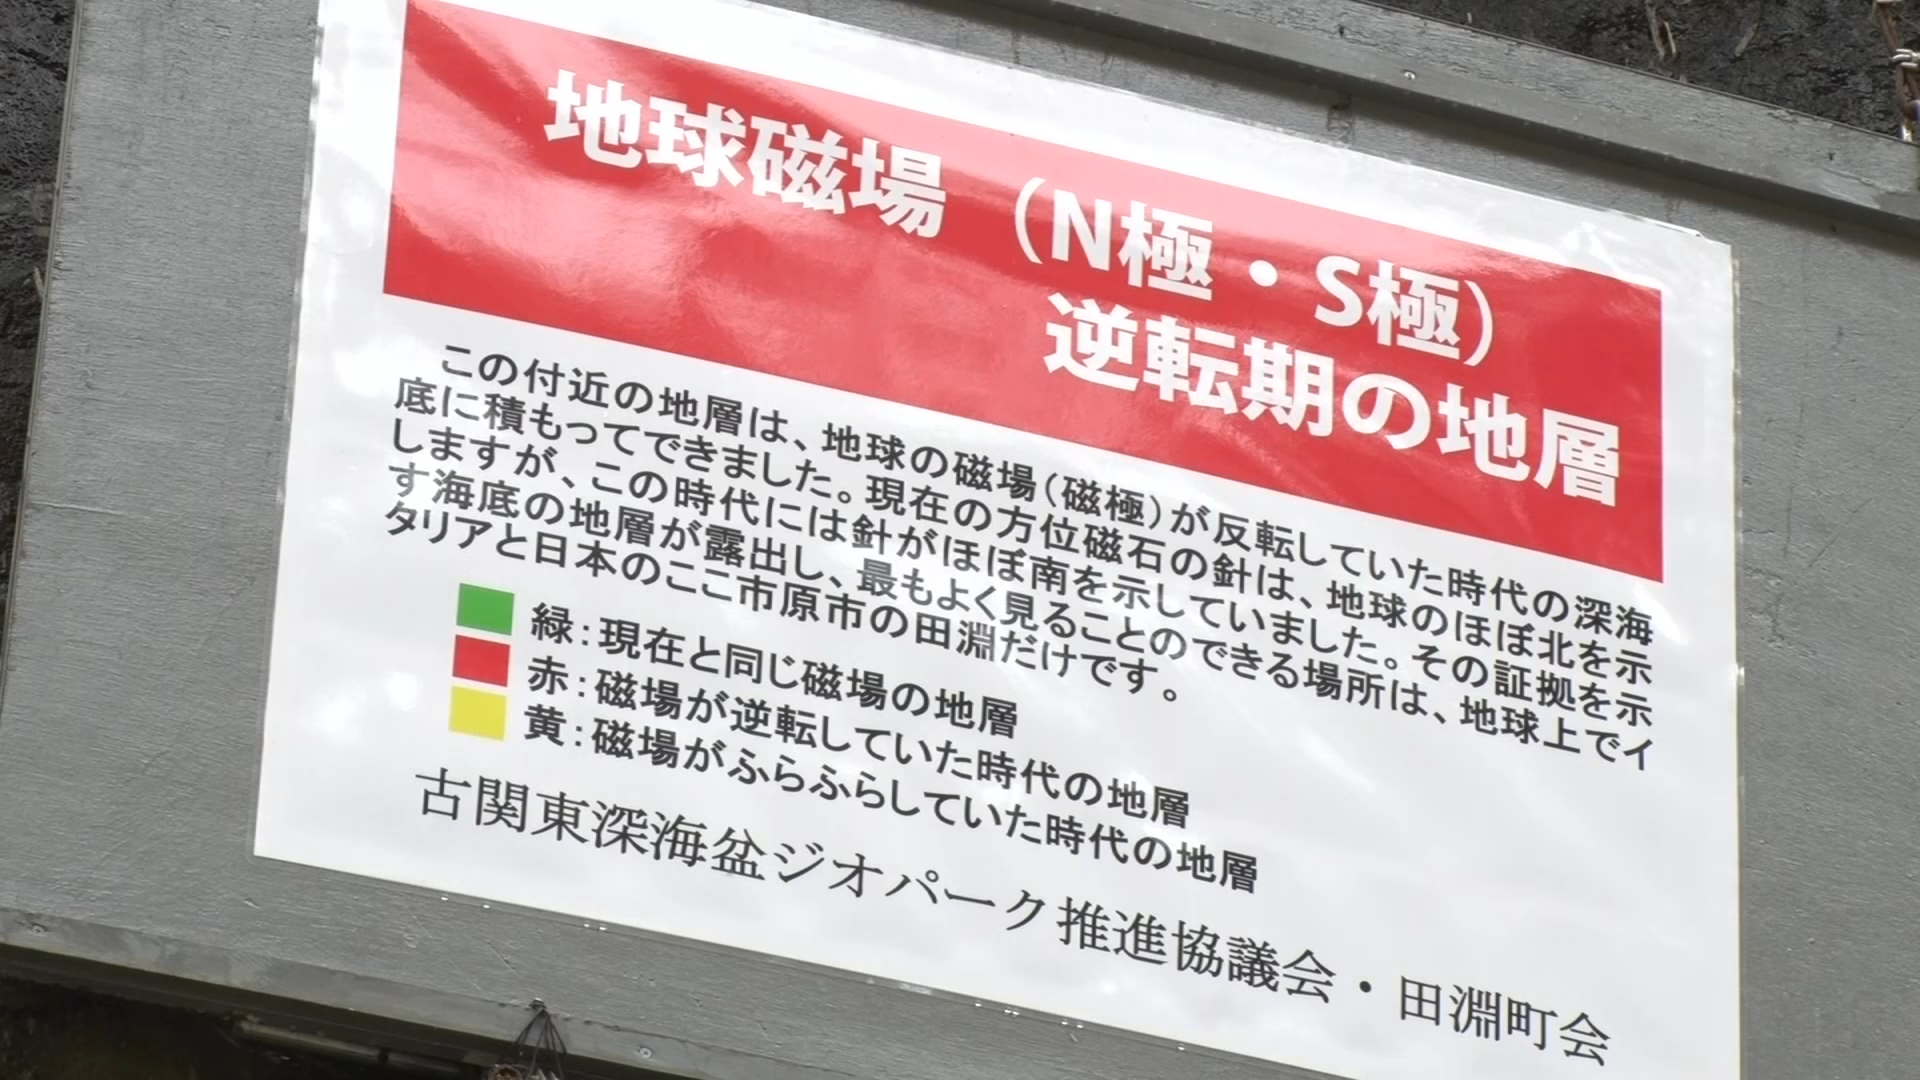 地球磁場（N極・S極）
逆転期の地層
この付近の地層は、地球の磁場（磁極）が反転していた時代の深海
底に積もってできました。現在の方位磁石の針は、地球のほぼ北を示
しますが、この時代には針がほぼ南を示していました。その証拠を示
す海底の地層が露出し、最もよく見ることのできる場所は、地球上でイ
タリアと日本のここ市原市の田淵だけです。
緑：現在と同じ磁場の地層
赤：磁場が逆転していた時代の地層
黄：磁場がふらふらしていた時代の地層
古関東深海盆ジオパーク推進協議会・田淵町会